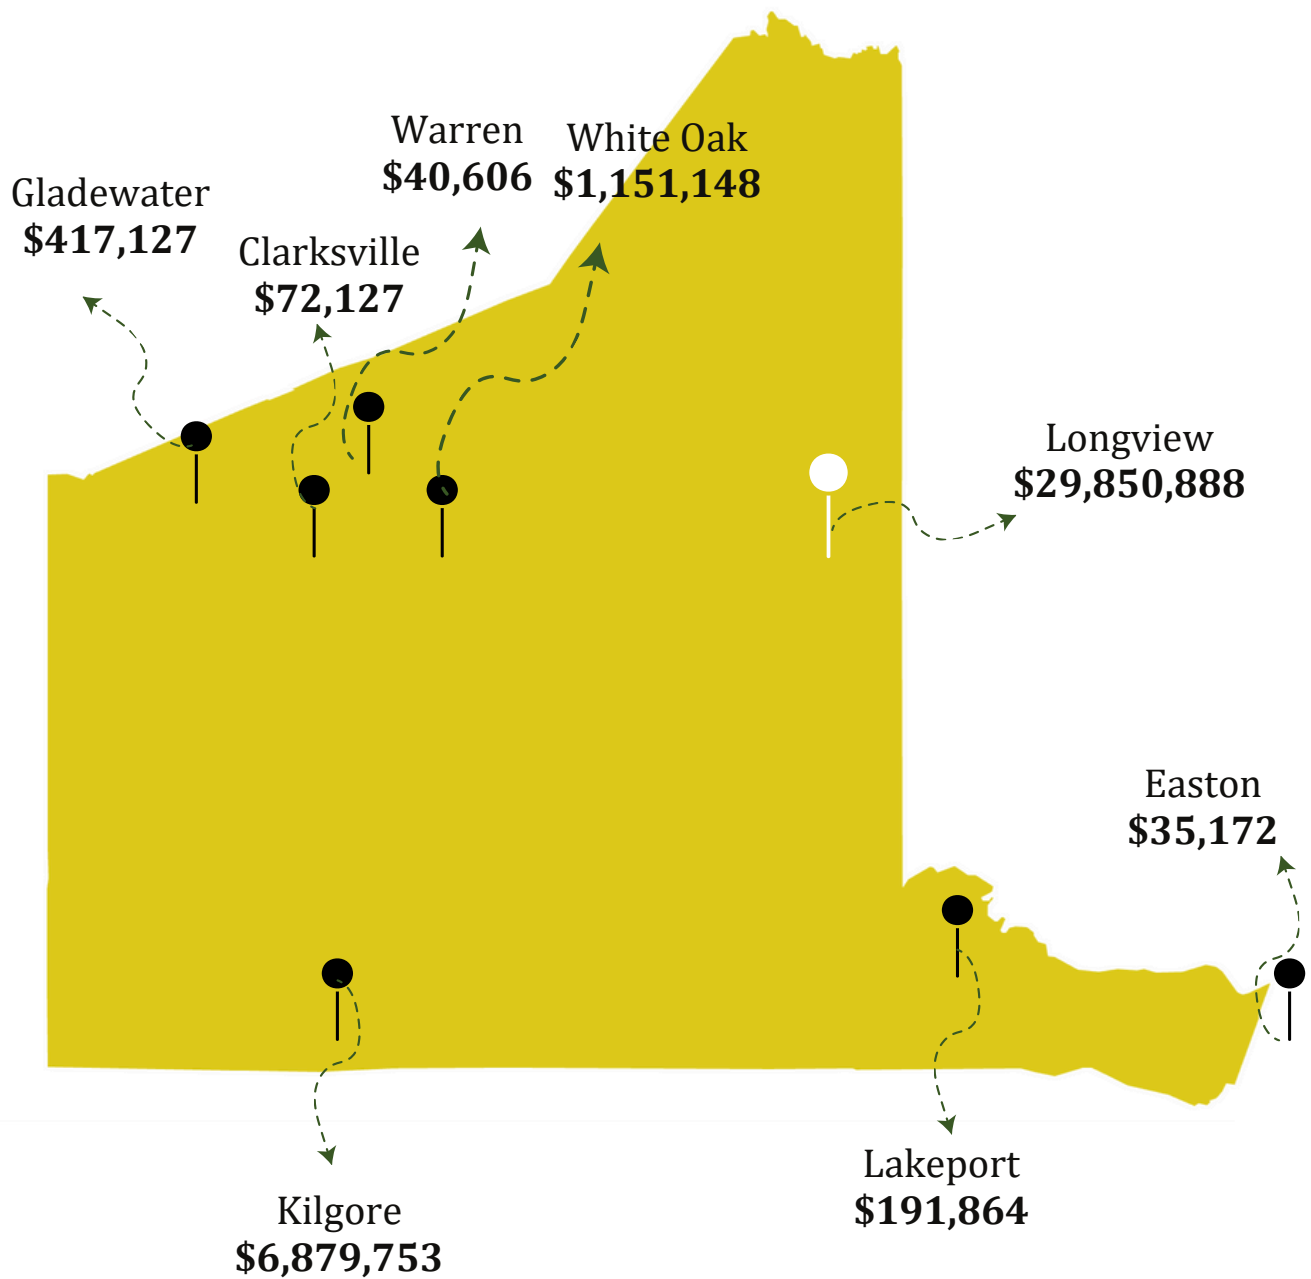 Warren
$40,606
White Oak
$1,151,148
Gladewater
$417,127
Clarksville
$72,127
Longview
$29,850,888
Easton
$35,172
Lakeport
$191,864
Kilgore
$6,879,753